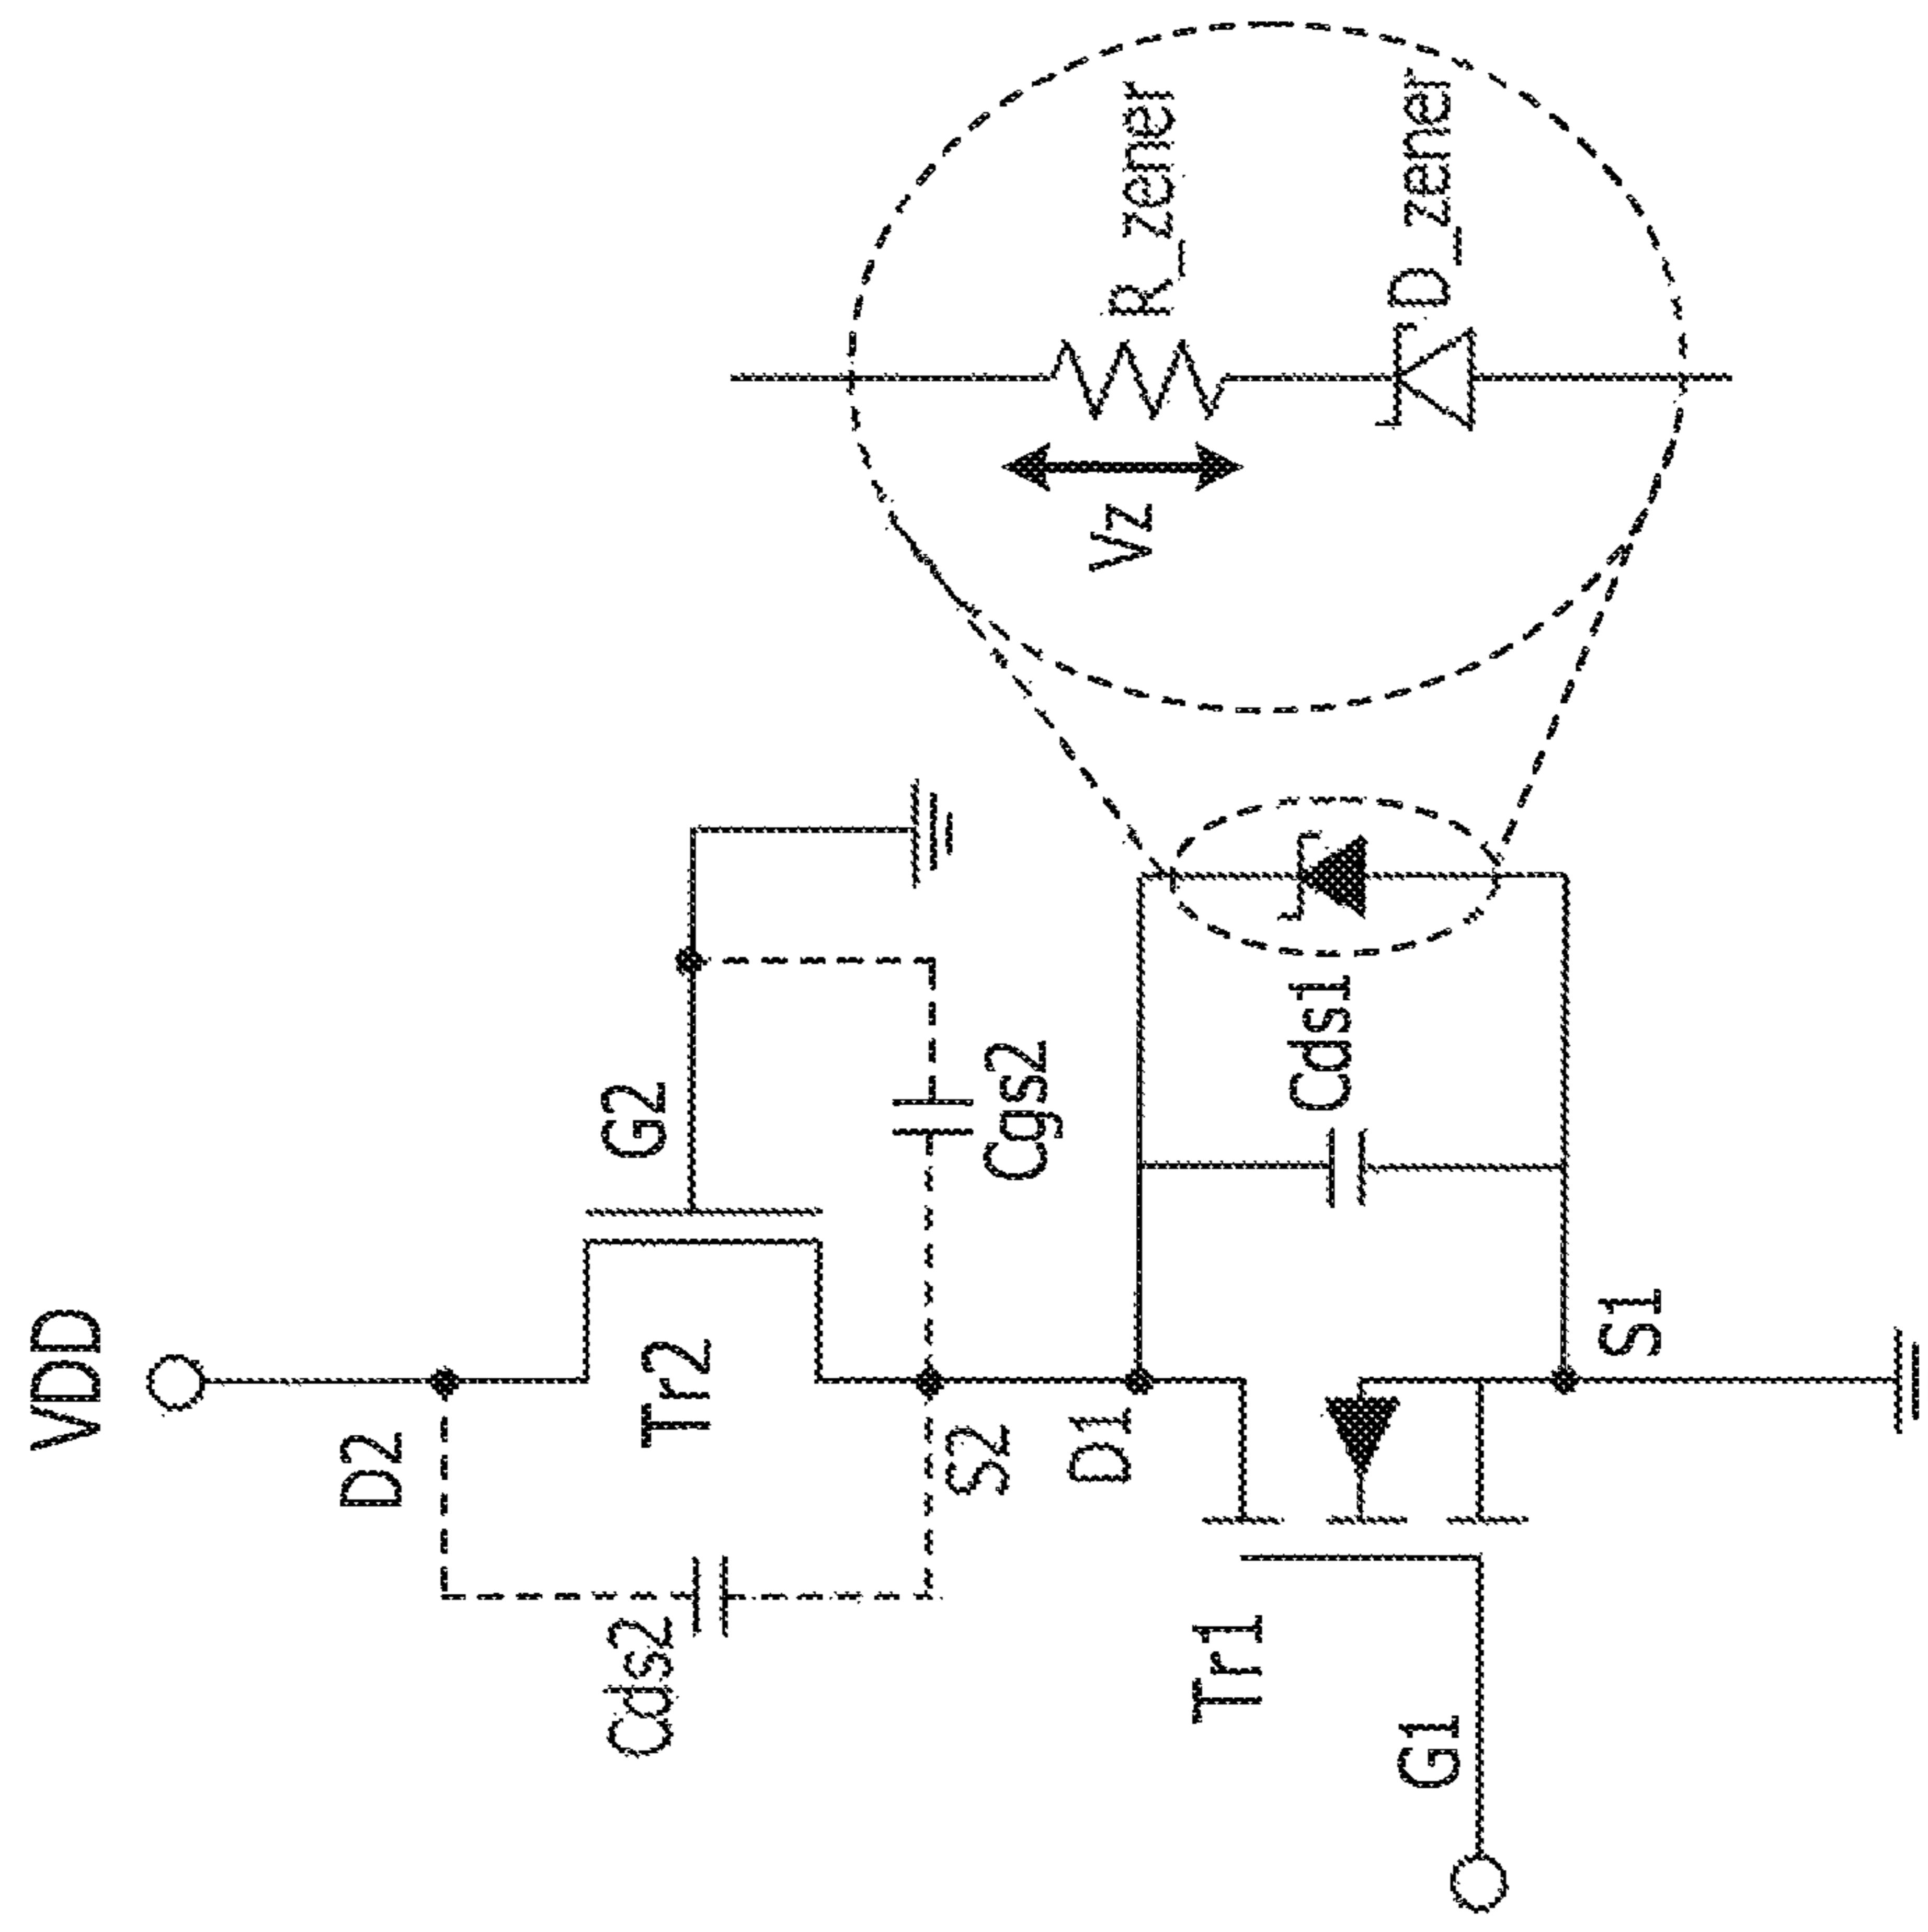 VDD
D2
Tr2
Cds2
G2
Cgs2
S2
D1
Tr1
G1
Cds1
S1
Vz
R_zener
D_zener